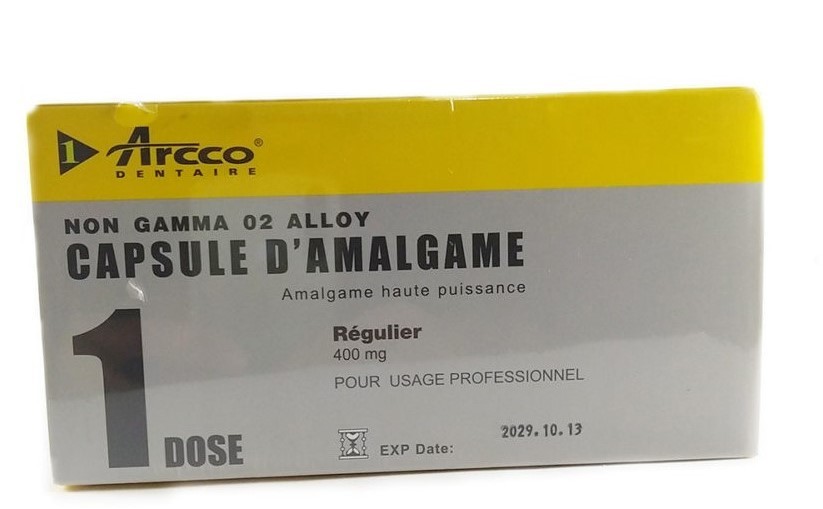 1 Arcco®
DENTAIRE
NON GAMMA 02 ALLOY
CAPSULE D'AMALGAME
Amalgame haute puissance
Régulier
400 mg
POUR USAGE PROFESSIONNEL
1 DOSE
EXP Date: 2029.10.13